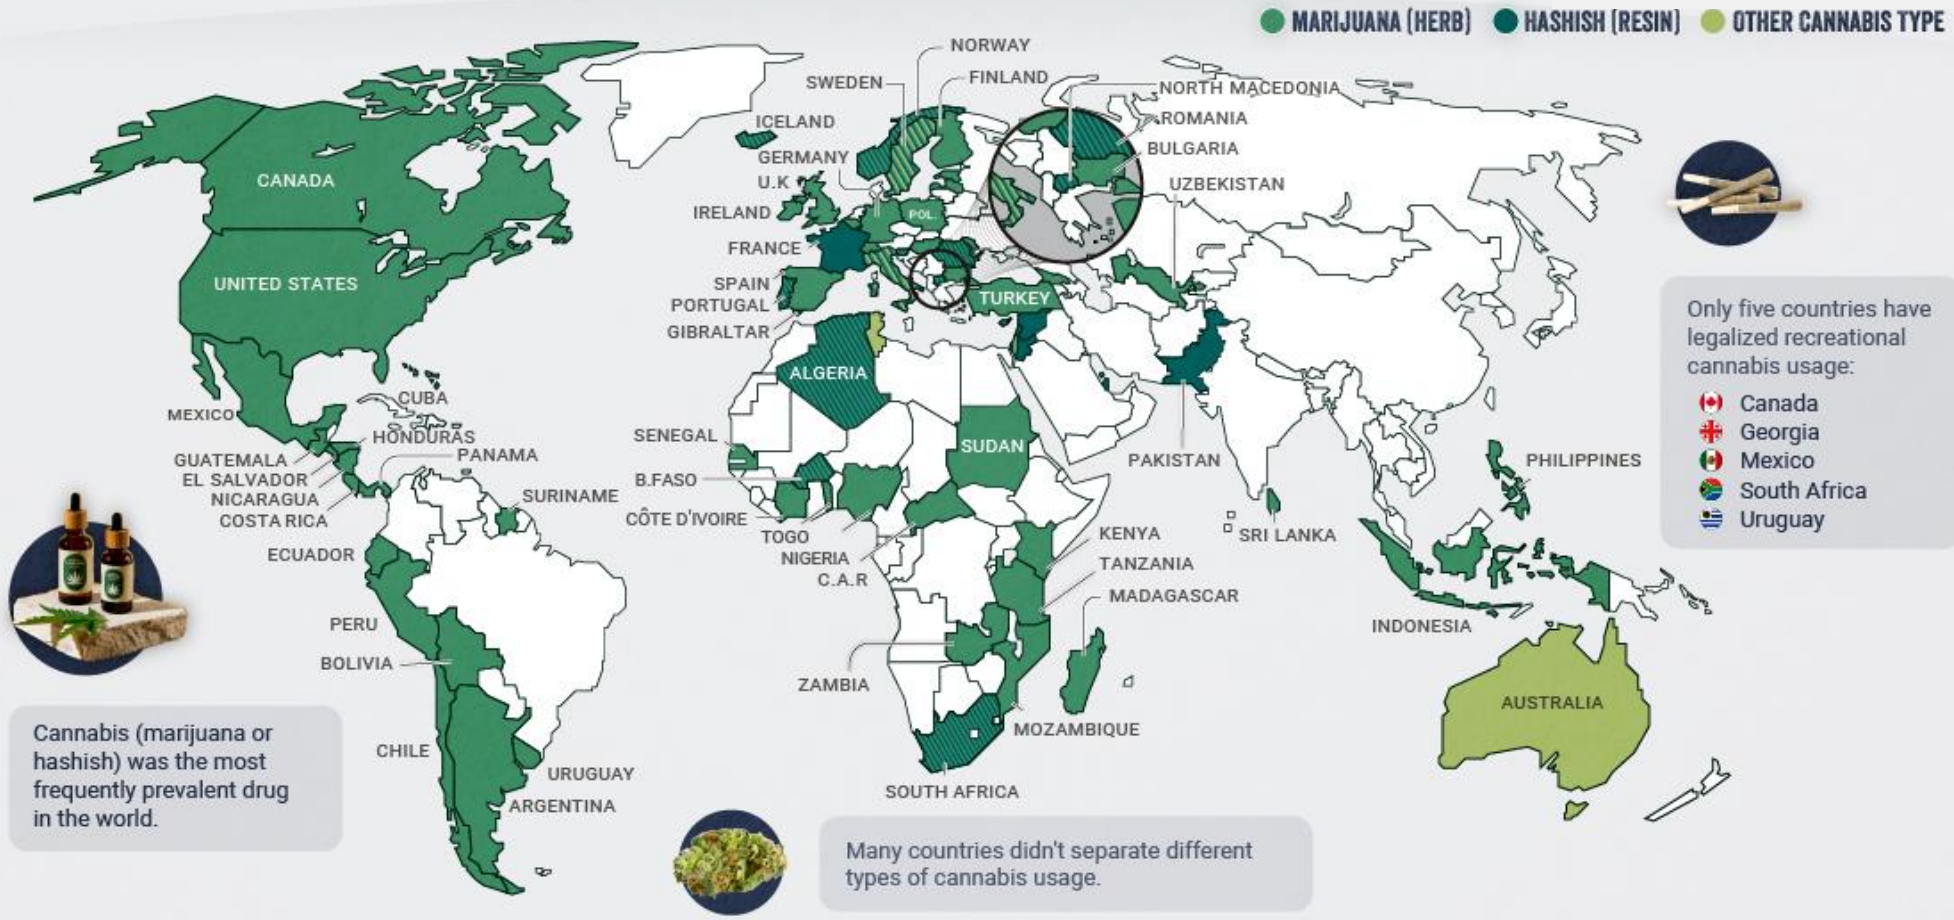 MARIJUANA (HERB)
HASHISH (RESIN)
OTHER CANNABIS TYPE
NORWAY
SWEDEN
FINLAND
NORTH MACEDONIA
ICELAND
ROMANIA
GERMANY
BULGARIA
U.K
UZBEKISTAN
CANADA
IRELAND
POL.
FRANCE
UNITED STATES
SPAIN
TURKEY
PORTUGAL
GIBRALTAR
ALGERIA
CUBA
MEXICO
HONDURAS
SENEGAL
SUDAN
GUATEMALA
PANAMA
PAKISTAN
PHILIPPINES
EL SALVADOR
B.FASO
NICARAGUA
SURINAME
COSTA RICA
CÔTE D'IVOIRE
TOGO
KENYA
SRI LANKA
ECUADOR
NIGERIA
TANZANIA
C.A.R
MADAGASCAR
PERU
INDONESIA
BOLIVIA
ZAMBIA
AUSTRALIA
MOZAMBIQUE
CHILE
URUGUAY
SOUTH AFRICA
ARGENTINA
Only five countries have
legalized recreational
cannabis usage:
Canada
Georgia
Mexico
South Africa
Uruguay
Cannabis (marijuana or
hashish) was the most
frequently prevalent drug
in the world.
Many countries didn't separate different
types of cannabis usage.